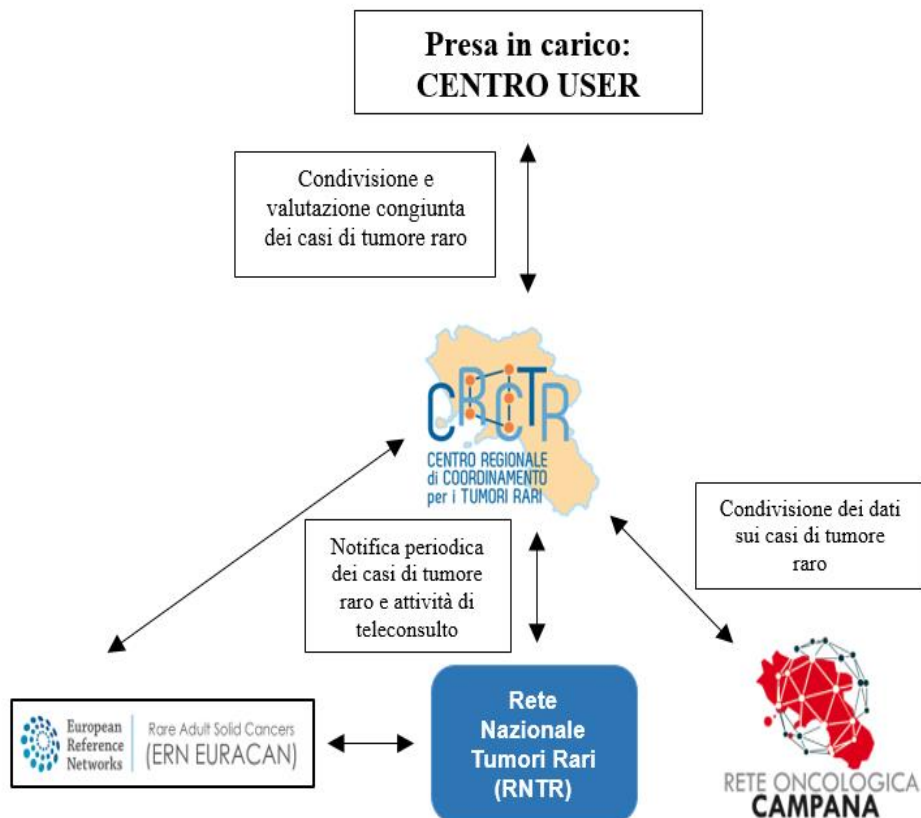 Presa in carico:
CENTRO USER
Condivisione e
valutazione congiunta
dei casi di tumore raro
CRCTR
CENTRO REGIONALE
di COORDINAMENTO
per i TUMORI RARI
Condivisione dei dati
sui casi di tumore
raro
Notifica periodica
dei casi di tumore
raro e attività di
teleconsulto
European
Reference
Networks
Rare Adult Solid Cancers
(ERN EURACAN)
Rete
Nazionale
Tumori Rari
(RNTR)
RETE ONCOLOGICA
CAMPANA